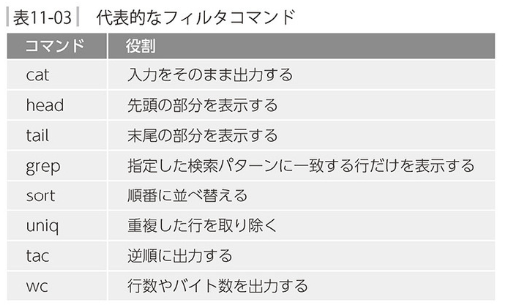 表11-03 代表的なフィルタコマンド
コマンド 役割
cat 入力をそのまま出力する
head 先頭の部分を表示する
tail 末尾の部分を表示する
grep 指定した検索パターンに一致する行だけを表示する
sort 順番に並べ替える
uniq 重複した行を取り除く
tac 逆順に出力する
wc 行数やバイト数を出力する